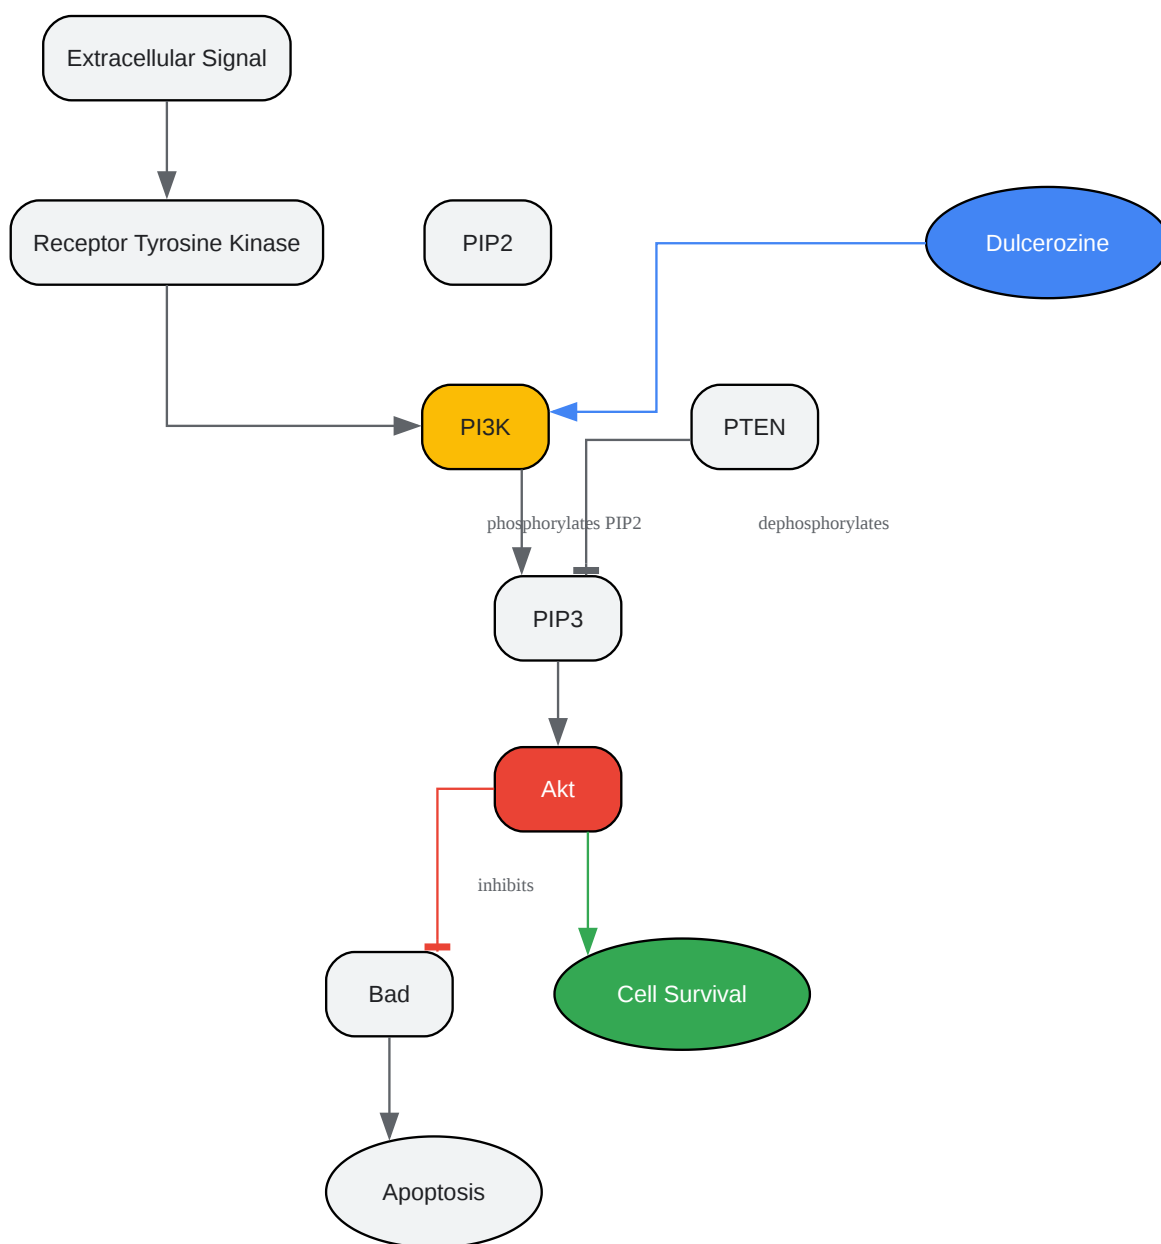 Extracellular Signal
Receptor Tyrosine Kinase
PIP2
Dulcerozine
PI3K
PTEN
phosphorylates PIP2
dephosphorylates
PIP3
Akt
inhibits
Bad
Cell Survival
Apoptosis